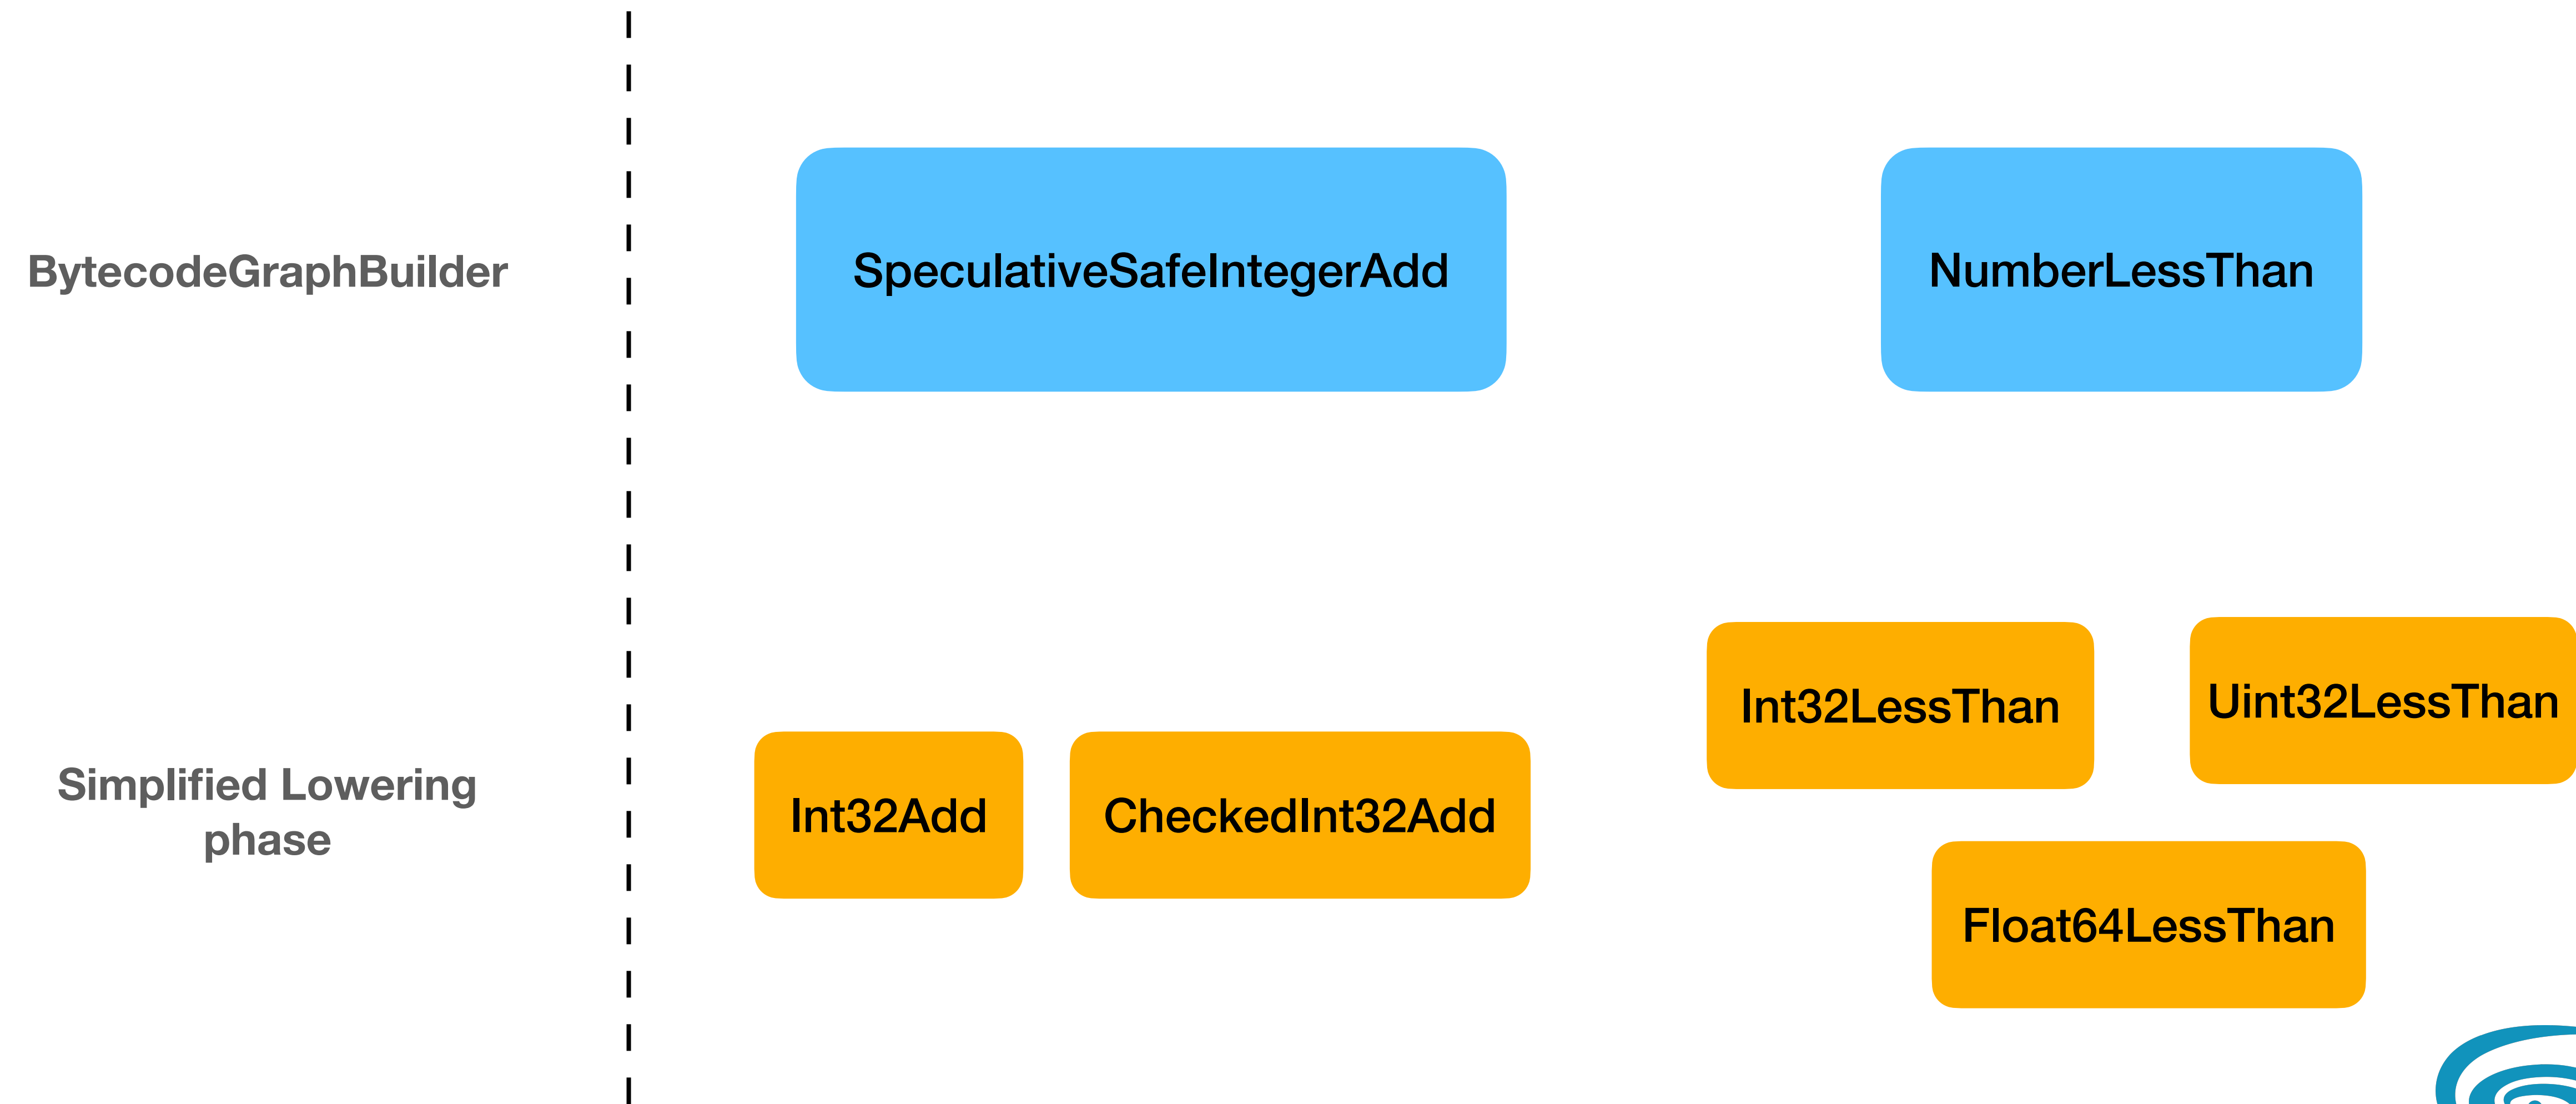 BytecodeGraphBuilder
SpeculativeSafeIntegerAdd
NumberLessThan
Simplified Lowering
phase
Int32Add
CheckedInt32Add
Int32LessThan
Uint32LessThan
Float64LessThan